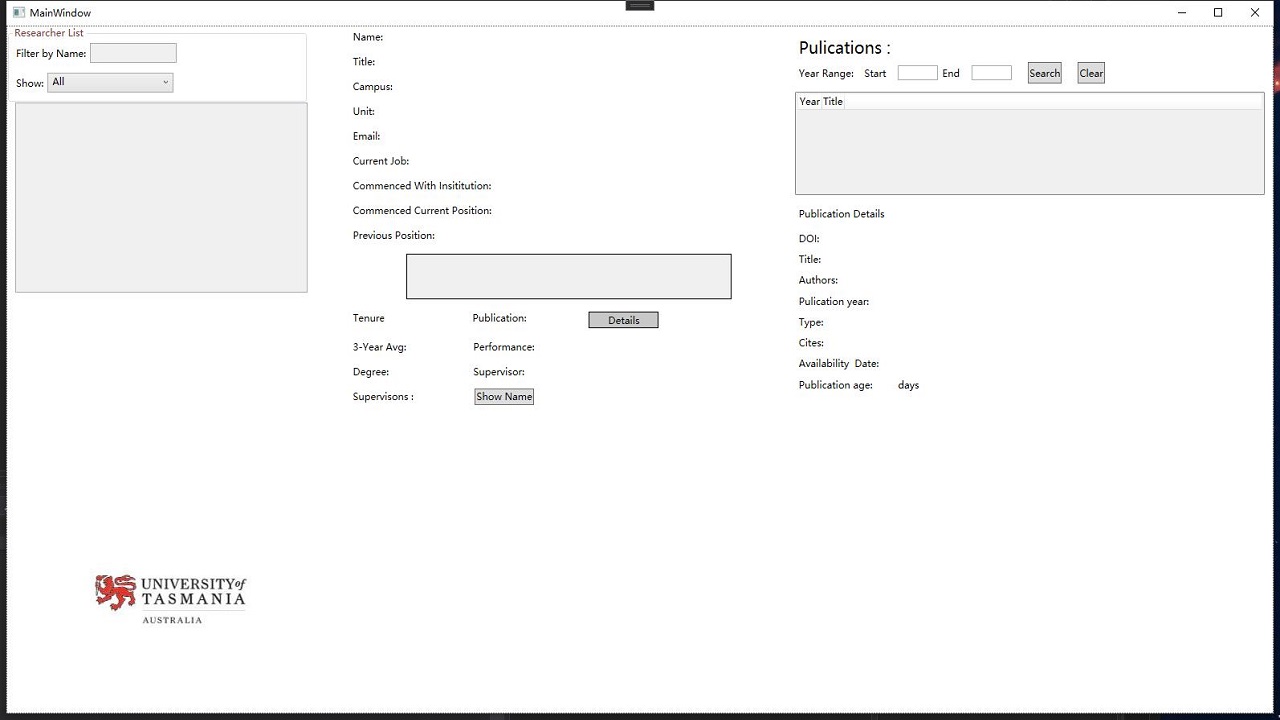 MainWindow
Researcher List
Filter by Name:
Show: All
Name:
Title:
Campus:
Unit:
Email:
Current Job:
Commenced With Insititution:
Commenced Current Position:
Previous Position:
Tenure Publication: Details
3-Year Avg: Performance:
Degree: Supervisor:
Supervisons : Show Name
Pulications :
Year Range: Start End Search Clear
Year Title
Publication Details
DOI:
Title:
Authors:
Pulication year:
Type:
Cites:
Availability Date:
Publication age: days
UNIVERSITY of
TASMANIA
AUSTRALIA